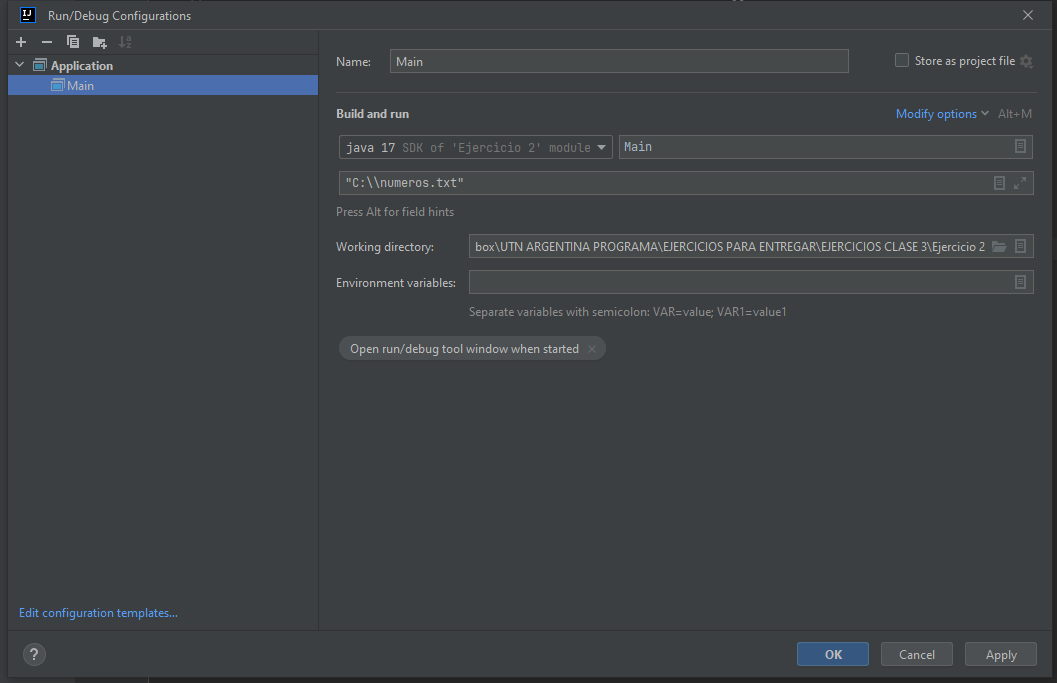 IJ Run/Debug Configurations
Application
Main
Name: Main Store as project file
Build and run Modify options Alt+M
java 17 SDK of 'Ejercicio 2' module Main
"C:\\numeros.txt"
Press Alt for field hints
Working directory: box\UTN ARGENTINA PROGRAMA\EJERCICIOS PARA ENTREGAR\EJERCICIOS CLASE 3\Ejercicio 2
Environment variables:
Separate variables with semicolon: VAR=value; VAR1=value1
Open run/debug tool window when started
Edit configuration templates...
? OK Cancel Apply